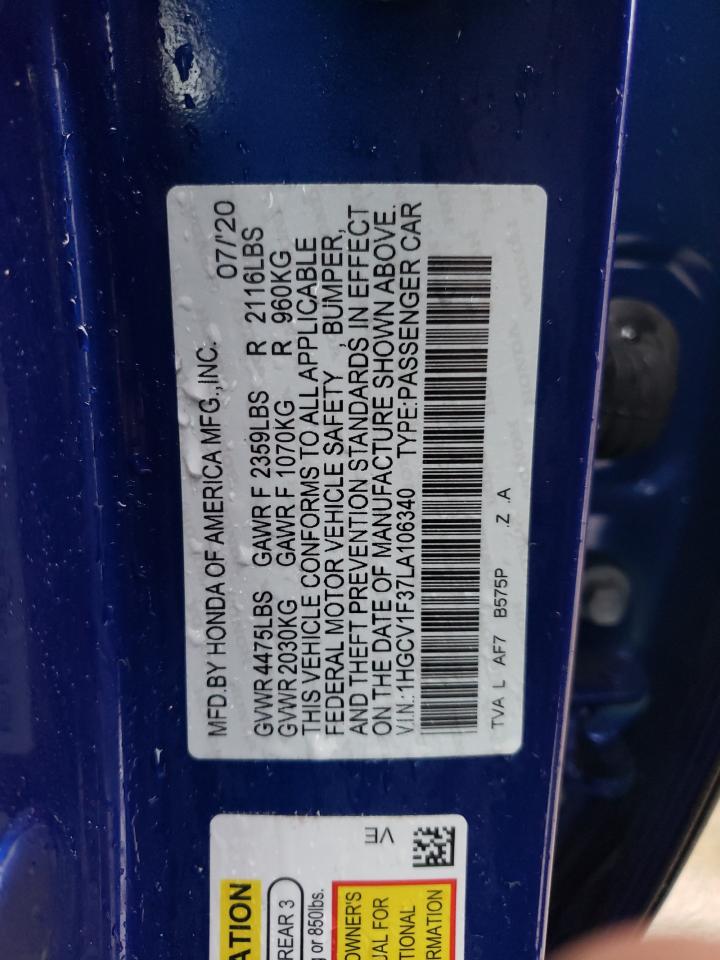 MFD.BY HONDA OF AMERICA MFG.,INC. 07/'20
GVWR 4475LBS GAWR F 2359LBS R 2116LBS
GVWR 2030KG GAWR F 1070KG R 960KG
THIS VEHICLE CONFORMS TO ALL APPLICABLE
FEDERAL MOTOR VEHICLE SAFETY , BUMPER,
AND THEFT PREVENTION STANDARDS IN EFFECT
ON THE DATE OF MANUFACTURE SHOWN ABOVE.
V.I.N.:1HGCV1F37LA106340 TYPE:PASSENGER CAR
TVA L AF7 B575P .Z .A
ATION
REAR 3
or 850lbs.
OWNER'S
UAL FOR
TIONAL
RMATION
VE